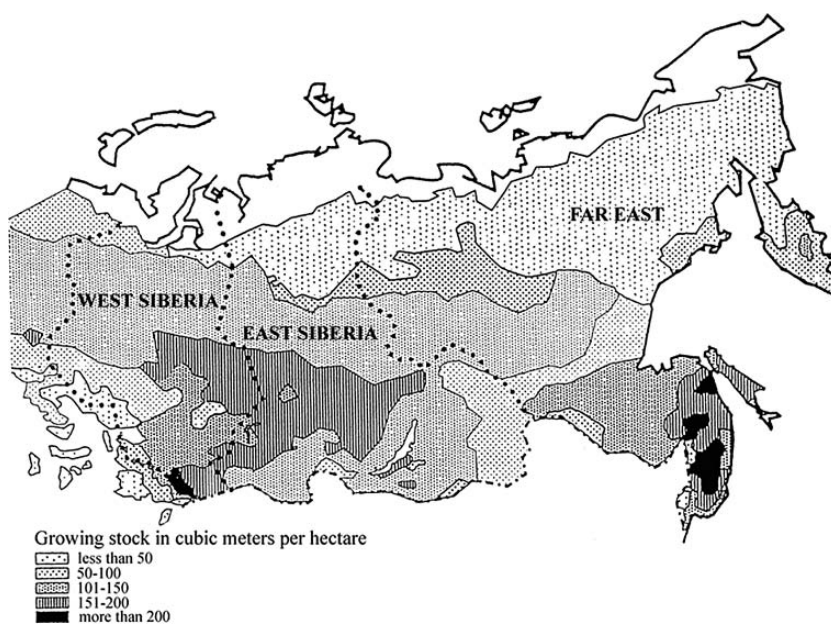 FAR EAST
WEST SIBERIA
EAST SIBERIA
Growing stock in cubic meters per hectare
less than 50
50-100
101-150
151-200
more than 200